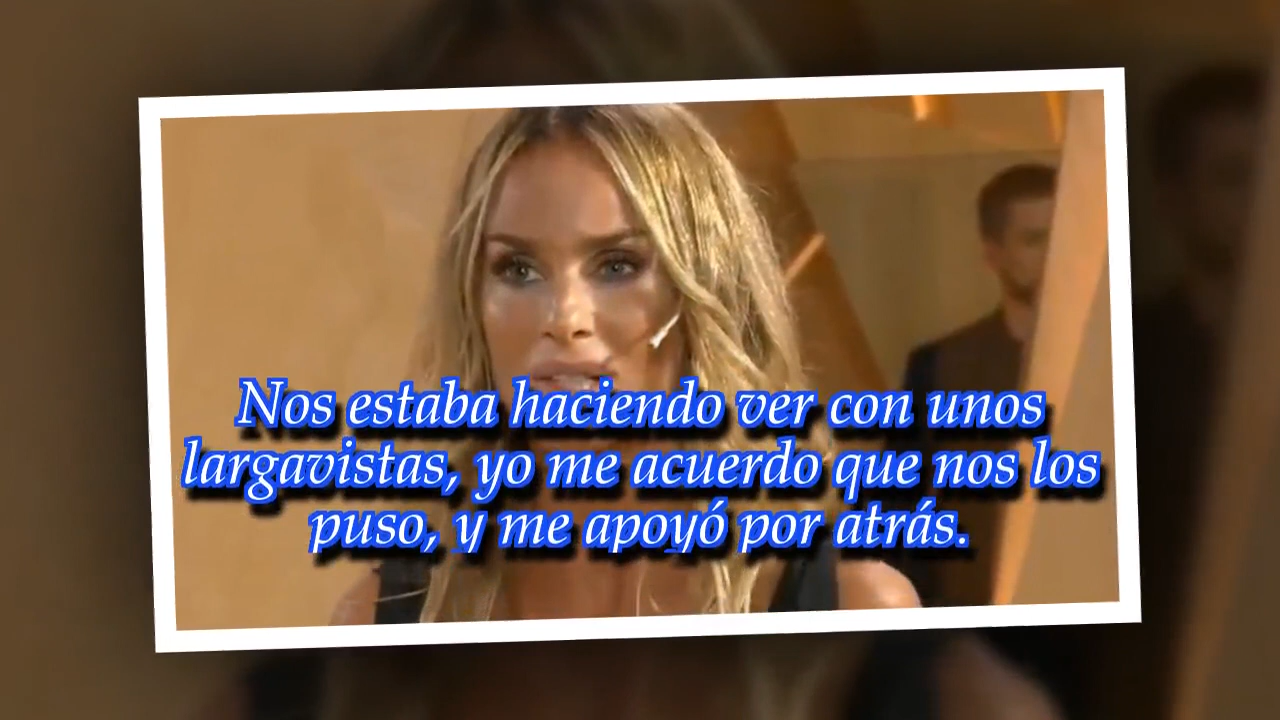 Nos estaba haciendo ver con unos
largavistas, yo me acuerdo que nos los
puso, y me apoyó por atrás.